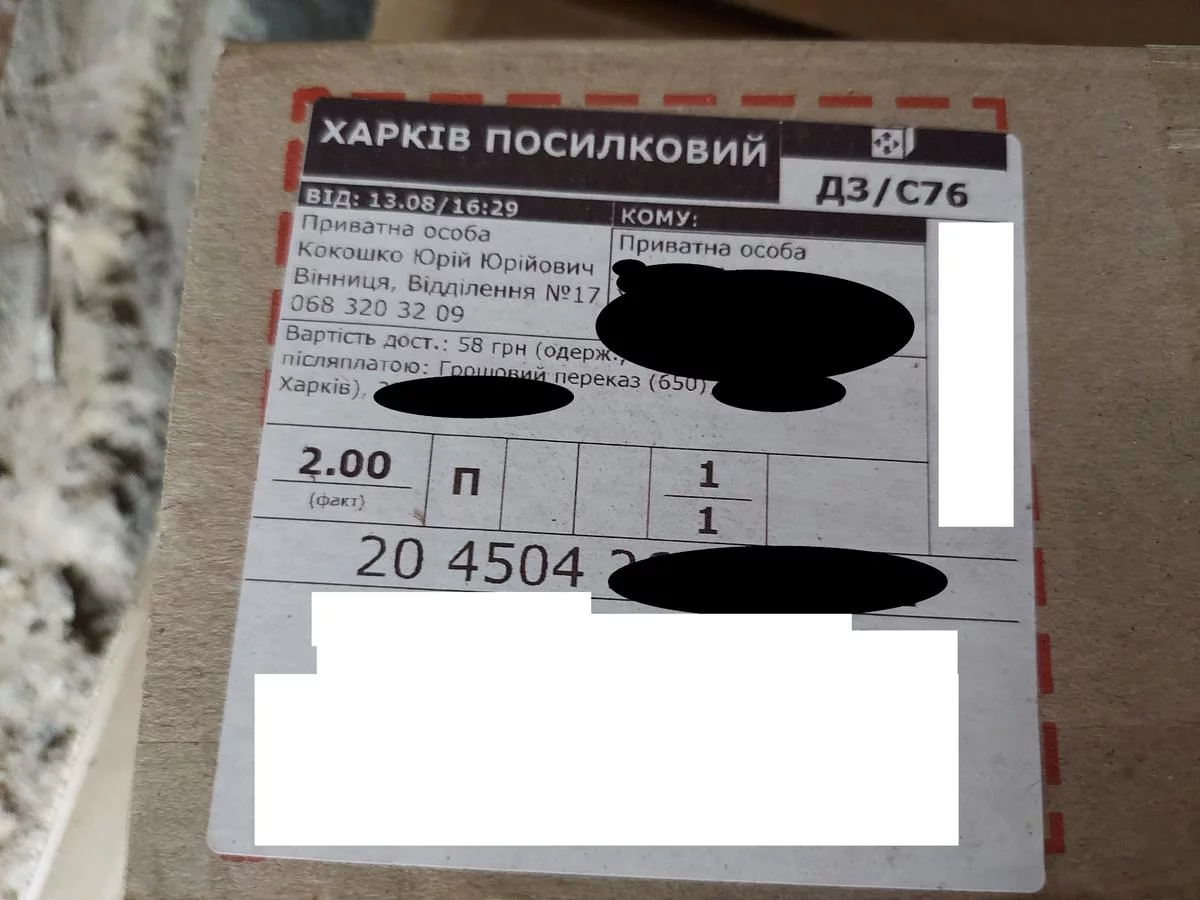 ХАРКІВ ПОСИЛКОВИЙ
ДЗ/С76
ВІД: 13.08/16:29
Приватна особа
Кокошко Юрій Юрійович
Вінниця, Відділення №17
068 320 32 09
КОМУ:
Приватна особа
Вартість дост.: 58 грн (одерж.,
післяплатою: Грошовий переказ (650)
Харків),
2.00
(факт)
П
1
1
20 4504